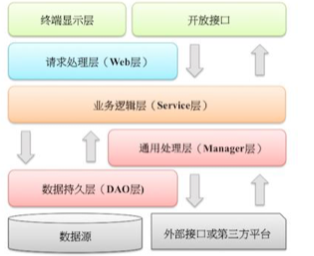 终端显示层
开放接口
请求处理层（Web层）
业务逻辑层（Service层）
通用处理层（Manager层）
数据持久层（DAO层)
数据源
外部接口或第三方平台